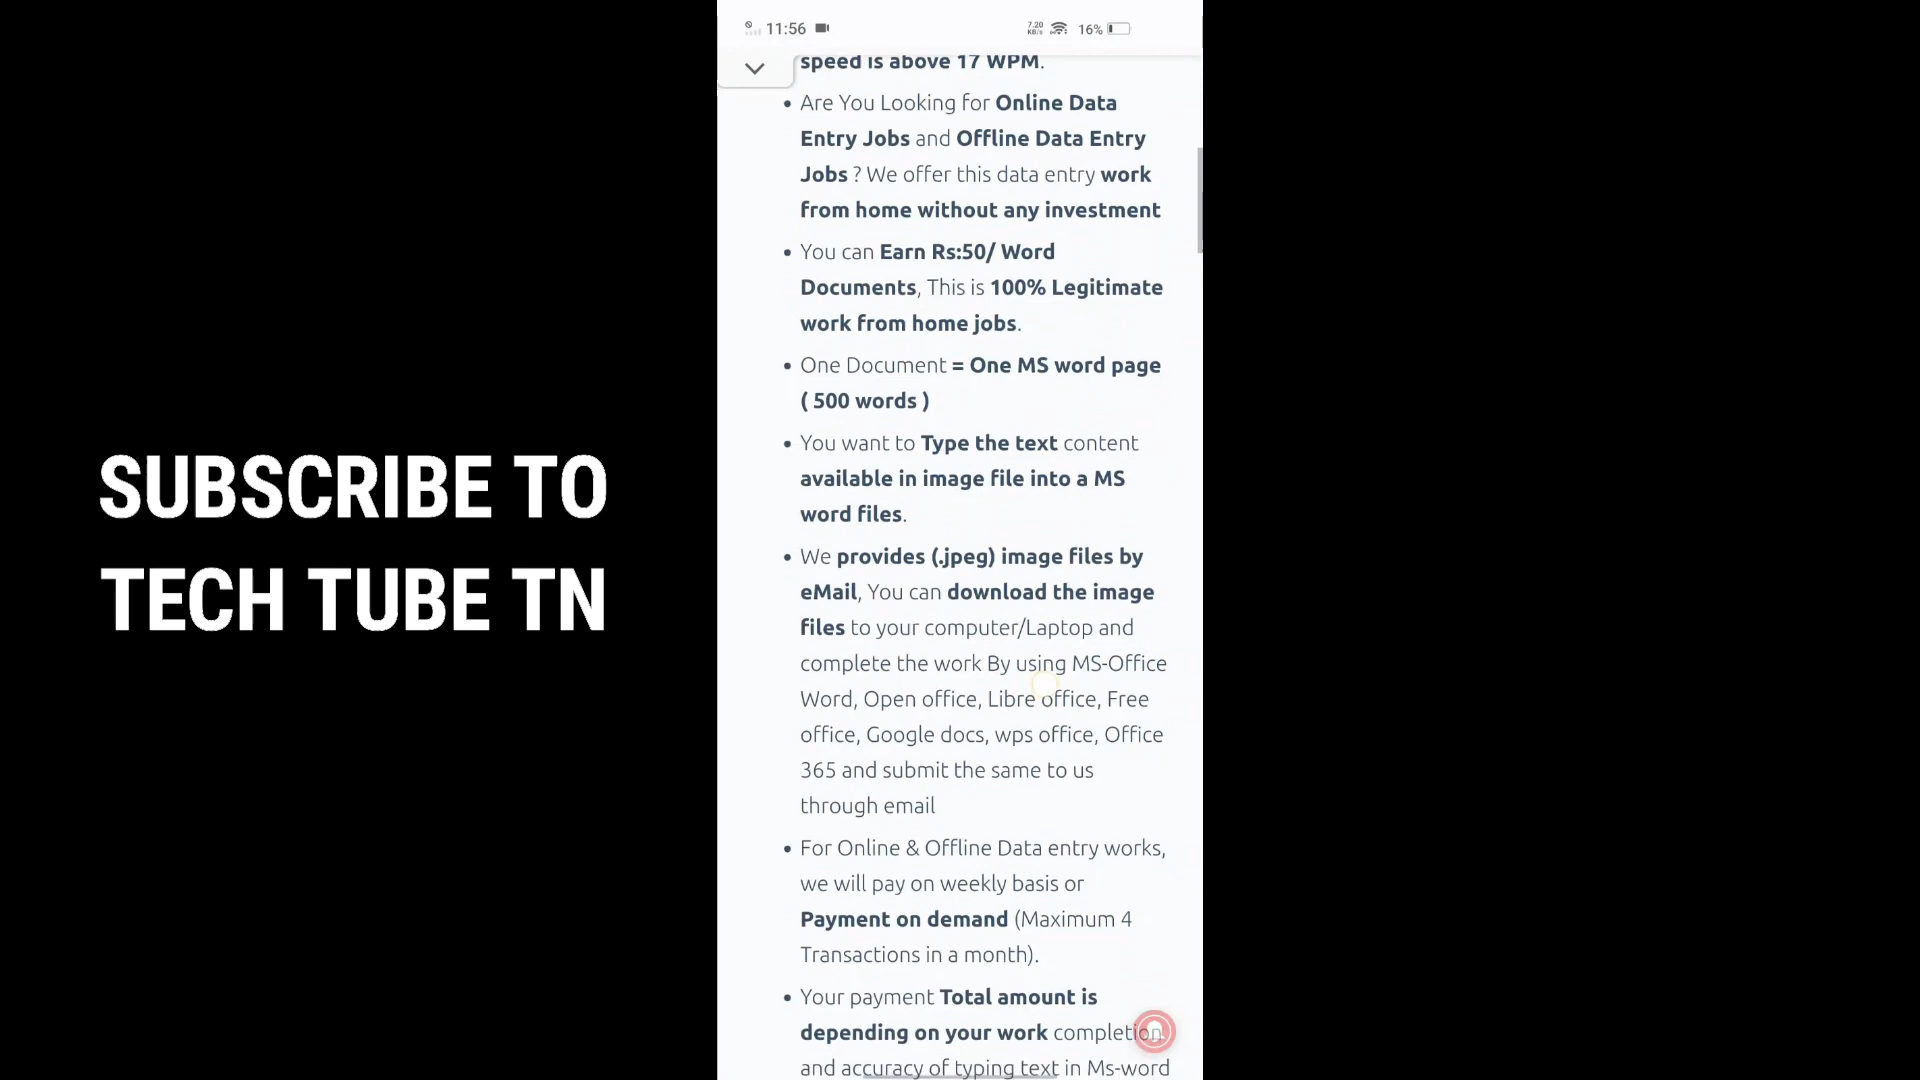 SUBSCRIBE TO
TECH TUBE TN
11:56
7.20
KB/s
16%
speed is above 17 WPM.
• Are You Looking for Online Data
Entry Jobs and Offline Data Entry
Jobs ? We offer this data entry work
from home without any investment
• You can Earn Rs:50/ Word
Documents, This is 100% Legitimate
work from home jobs.
• One Document = One MS word page
( 500 words )
• You want to Type the text content
available in image file into a MS
word files.
• We provides (.jpeg) image files by
eMail, You can download the image
files to your computer/Laptop and
complete the work By using MS-Office
Word, Open office, Libre office, Free
office, Google docs, wps office, Office
365 and submit the same to us
through email
• For Online & Offline Data entry works,
we will pay on weekly basis or
Payment on demand (Maximum 4
Transactions in a month).
• Your payment Total amount is
depending on your work completion
and accuracy of typing text in Ms-word